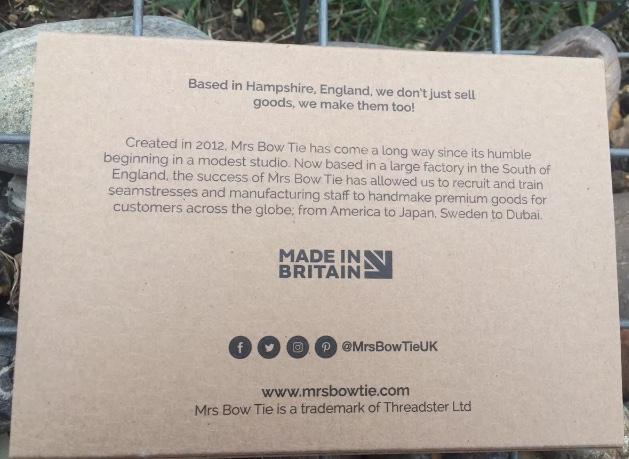 Based in Hampshire, England, we don't just sell
goods, we make them too!
Created in 2012, Mrs Bow Tie has come a long way since its humble
beginning in a modest studio. Now based in a large factory in the South of
England, the success of Mrs Bow Tie has allowed us to recruit and train
seamstresses and manufacturing staff to handmake premium goods for
customers across the globe; from America to Japan, Sweden to Dubai.
MADE IN
BRITAIN
@MrsBowTieUK
www.mrsbowtie.com
Mrs Bow Tie is a trademark of Threadster Ltd